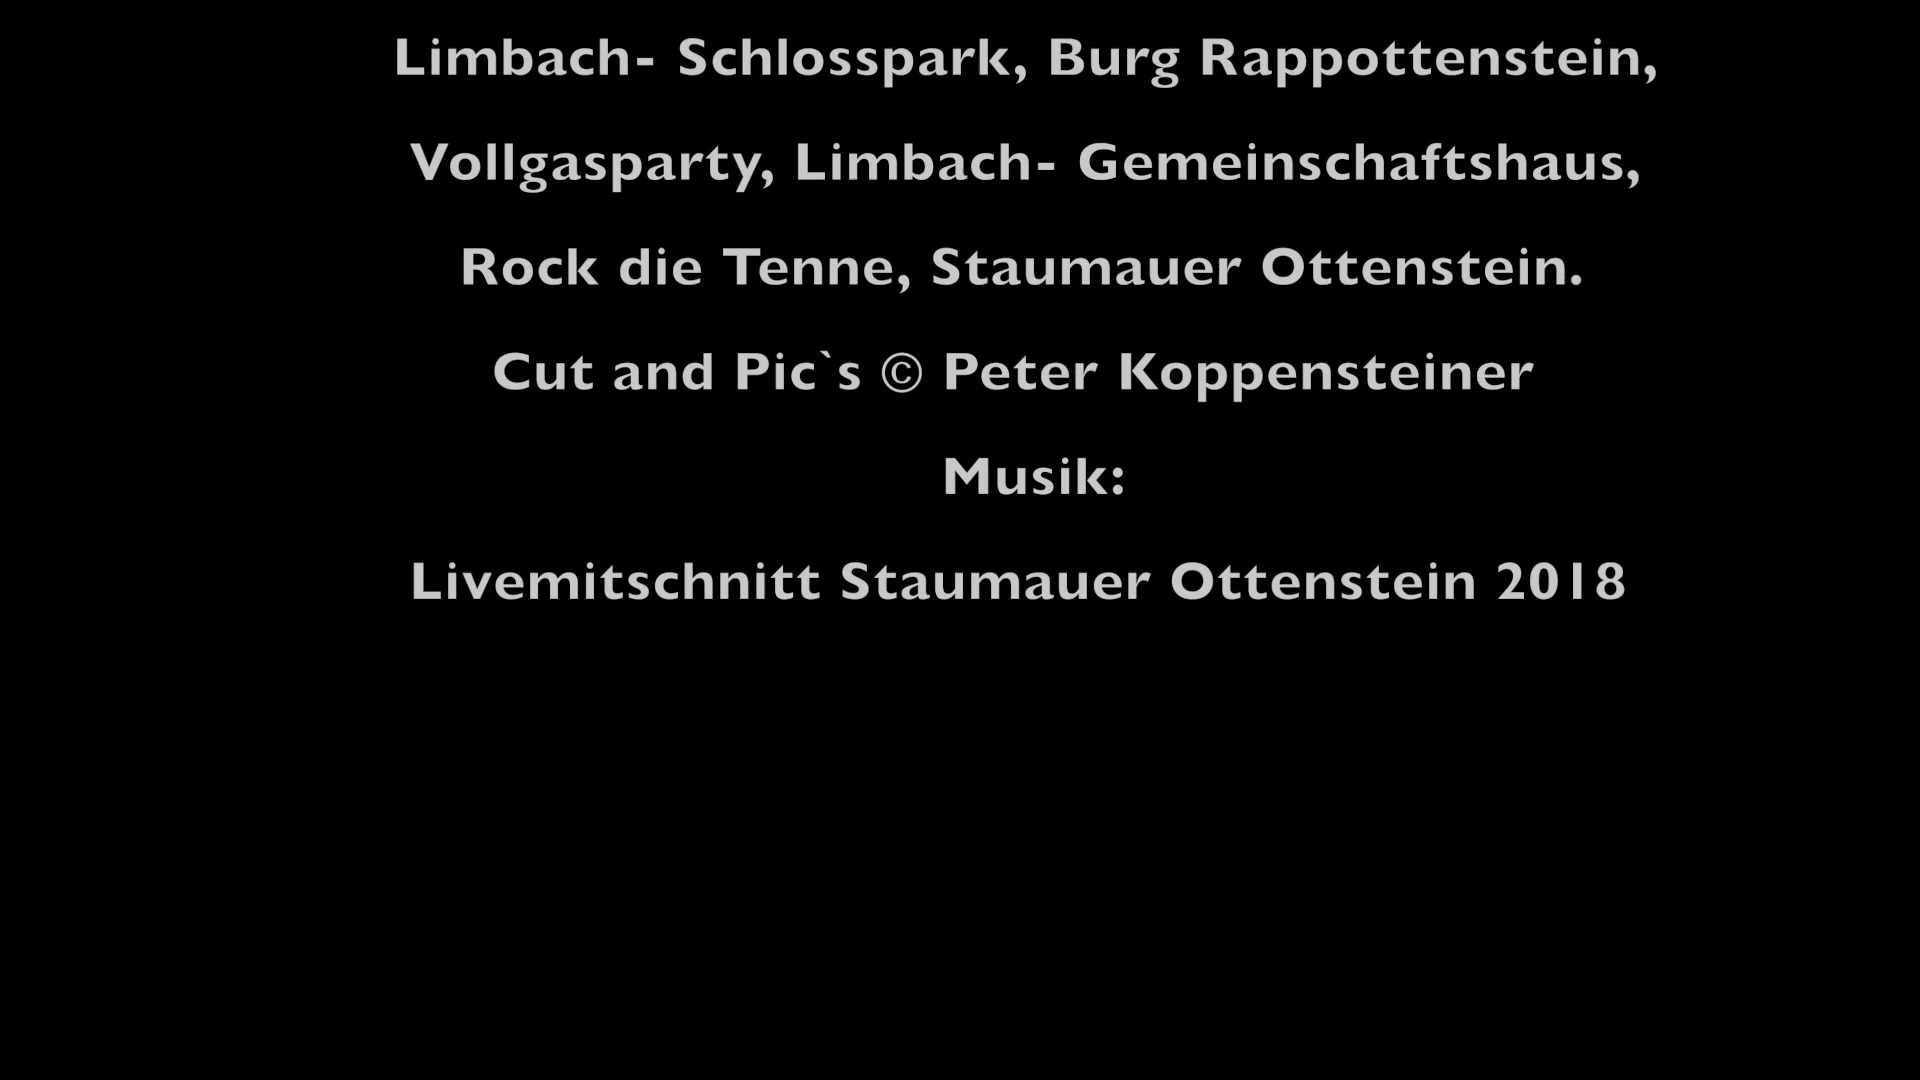 Limbach- Schlosspark, Burg Rappottenstein,
Vollgasparty, Limbach- Gemeinschaftshaus,
Rock die Tenne, Staumauer Ottenstein.
Cut and Pic`s © Peter Koppensteiner
Musik:
Livemitschnitt Staumauer Ottenstein 2018